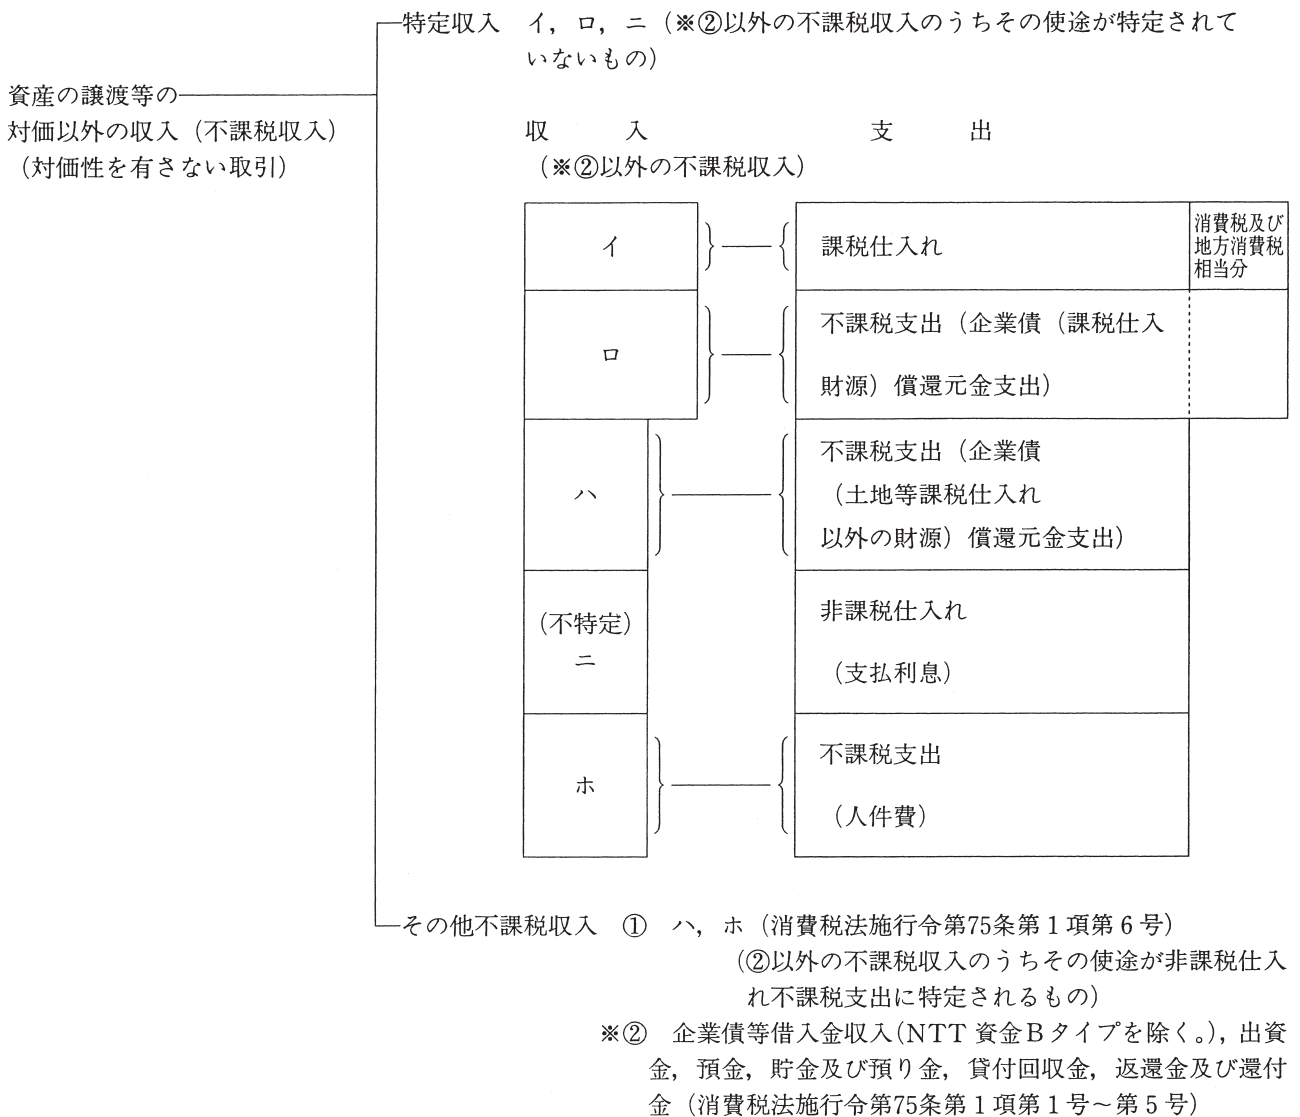 特定収入　イ，ロ，ニ（※②以外の不課税収入のうちその使途が特定されて
いないもの）
資産の譲渡等の
対価以外の収入（不課税収入）
（対価性を有さない取引）
収　入　支　出
（※②以外の不課税収入）
イ
課税仕入れ
消費税及び
地方消費税
相当分
ロ
不課税支出（企業債（課税仕入
財源）償還元金支出）
ハ
不課税支出（企業債
（土地等課税仕入れ
以外の財源）償還元金支出）
（不特定）
ニ
非課税仕入れ
（支払利息）
ホ
不課税支出
（人件費）
その他不課税収入　①　ハ，ホ（消費税法施行令第75条第１項第６号）
（②以外の不課税収入のうちその使途が非課税仕入
れ不課税支出に特定されるもの）
※②　企業債等借入金収入（NTT 資金Ｂタイプを除く。），出資
金，預金，貯金及び預り金，貸付回収金，返還金及び還付
金（消費税法施行令第75条第１項第１号～第５号）